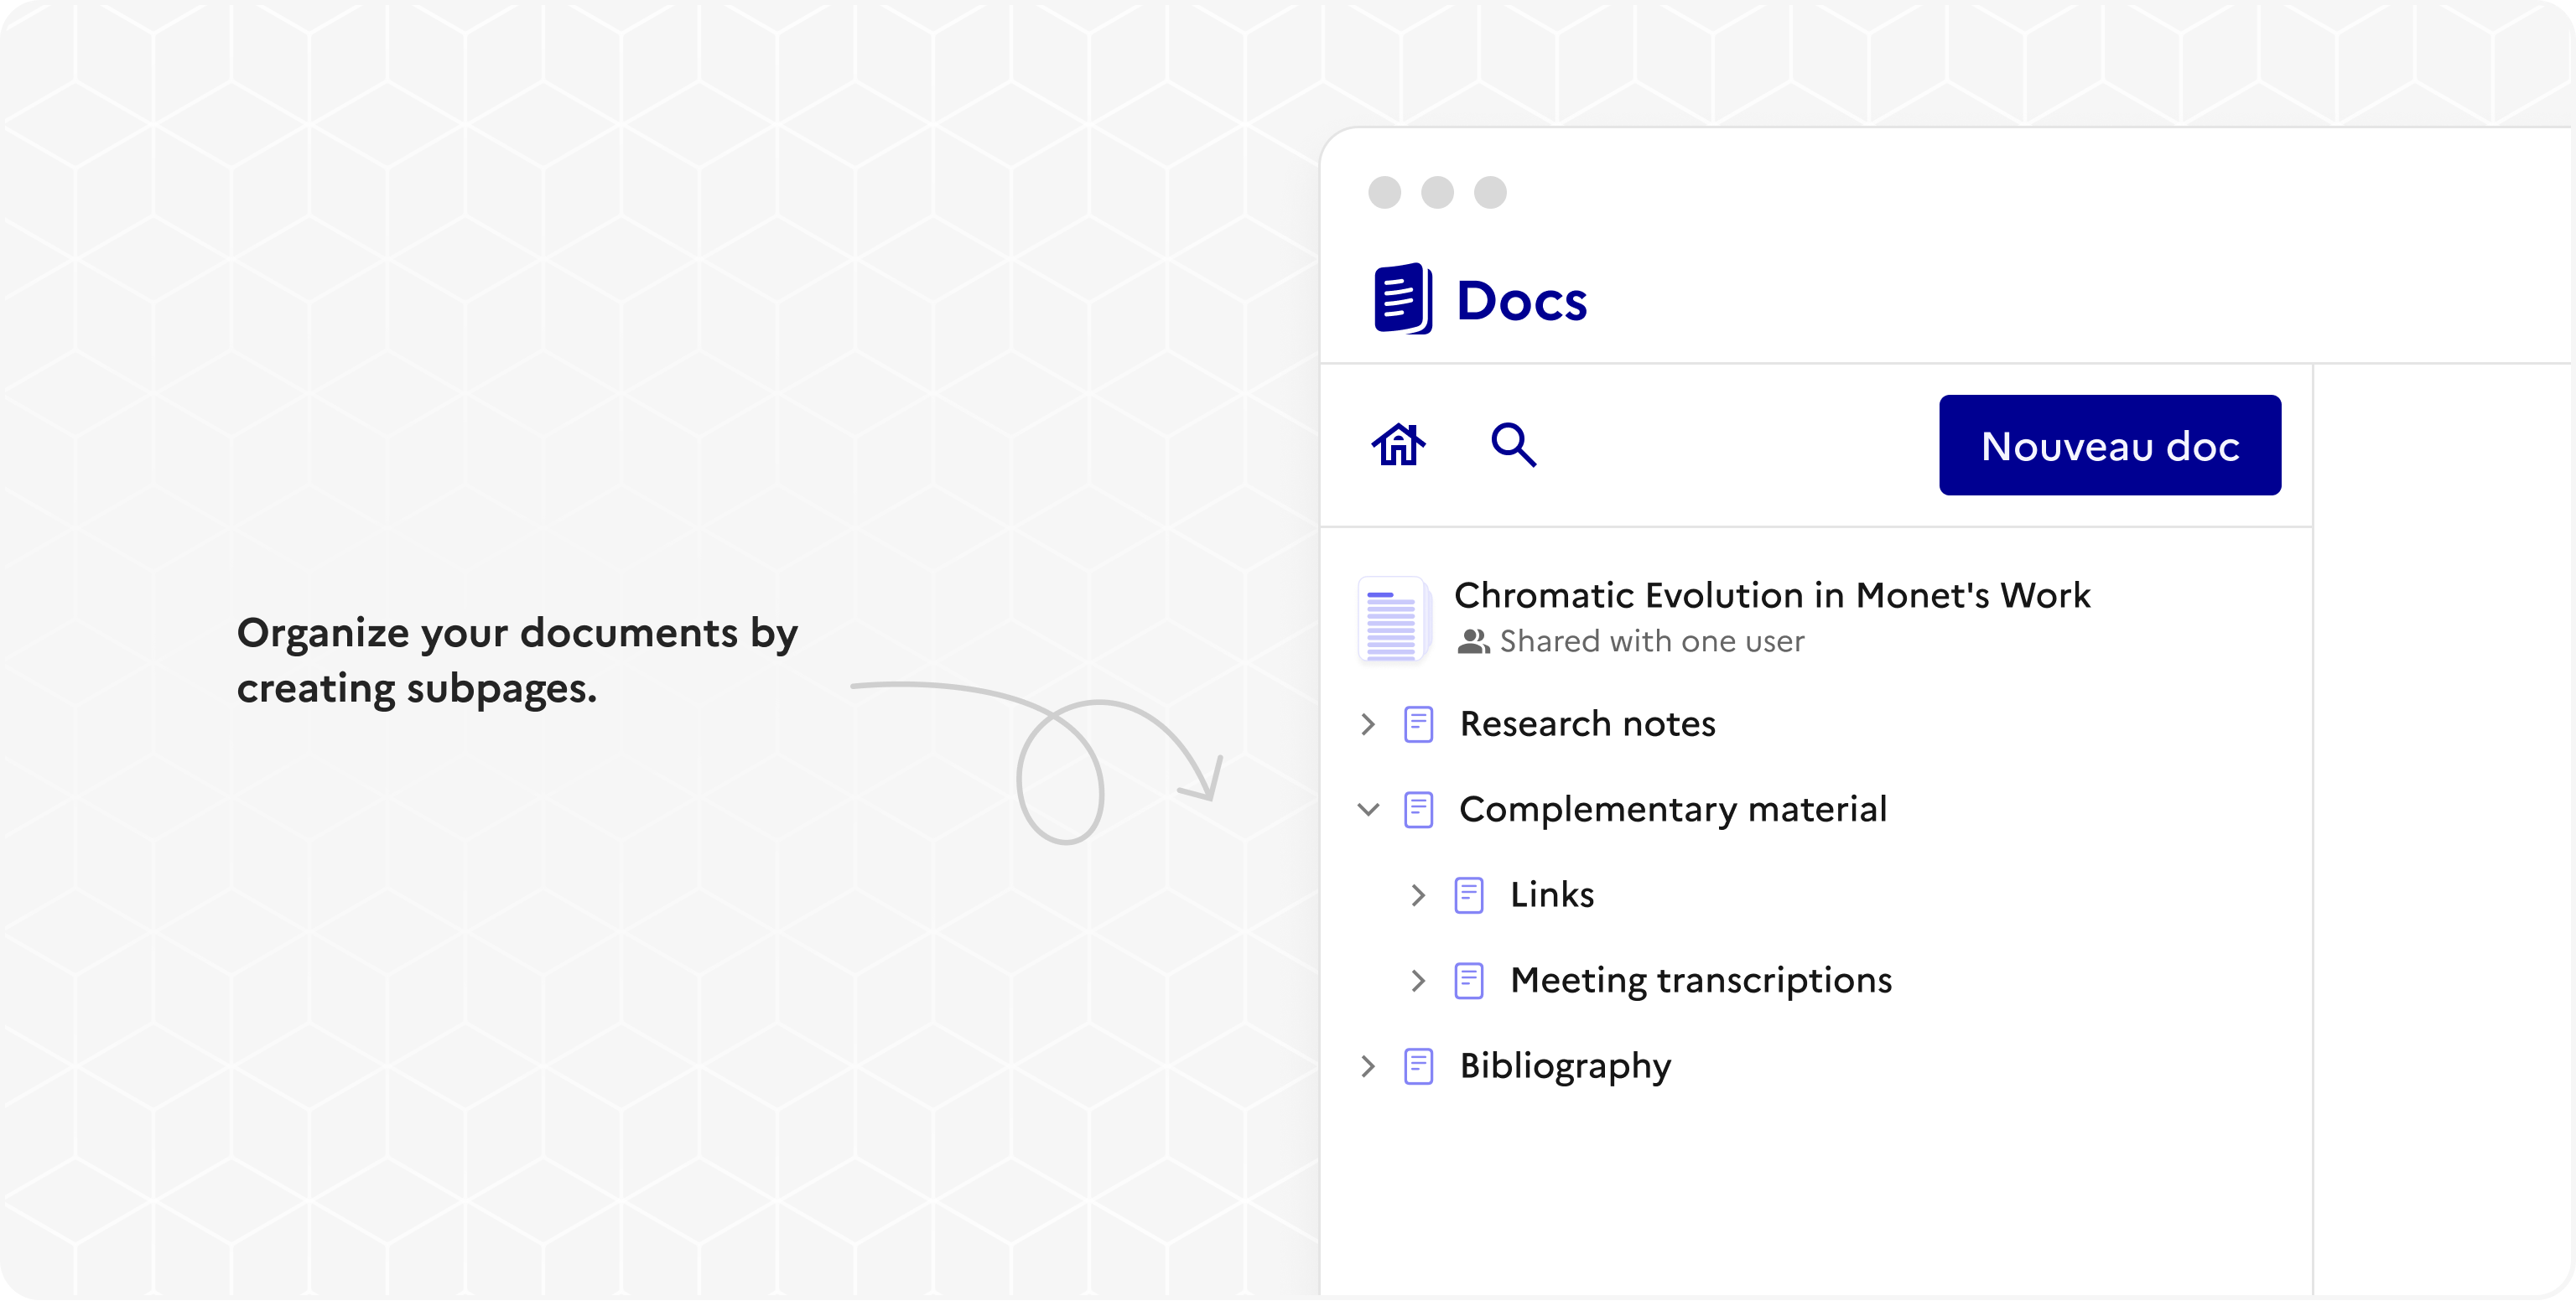 Organize your documents by
creating subpages.
Docs
Nouveau doc
Chromatic Evolution in Monet's Work
Shared with one user
Research notes
Complementary material
Links
Meeting transcriptions
Bibliography